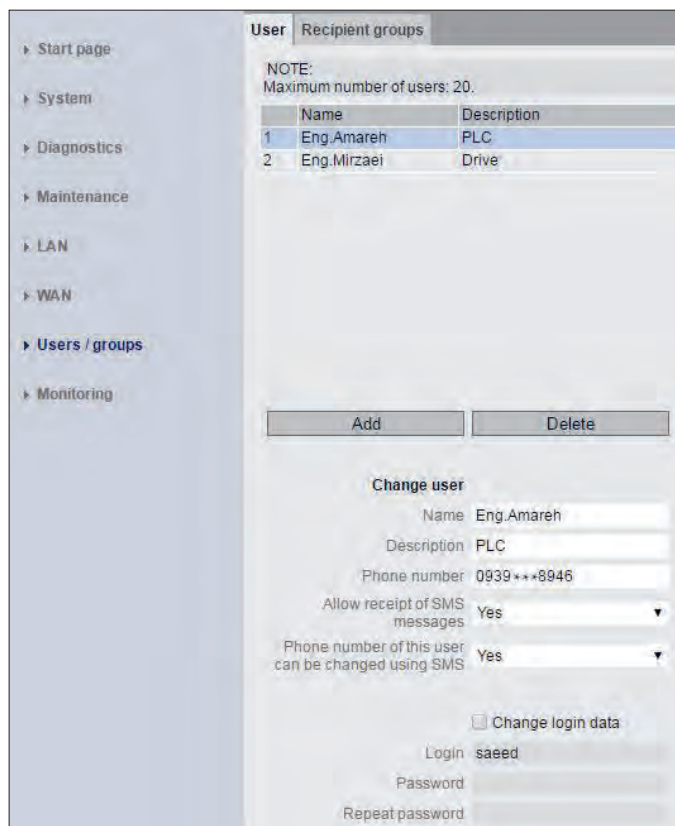 Start page
System
Diagnostics
Maintenance
LAN
WAN
Users / groups
Monitoring
User Recipient groups
NOTE:
Maximum number of users: 20.
Name Description
1 Eng.Amareh PLC
2 Eng.Mirzaei Drive
Add Delete
Change user
Name Eng.Amareh
Description PLC
Phone number 0939***8946
Allow receipt of SMS
messages Yes
Phone number of this user
can be changed using SMS Yes
Change login data
Login saeed
Password
Repeat password